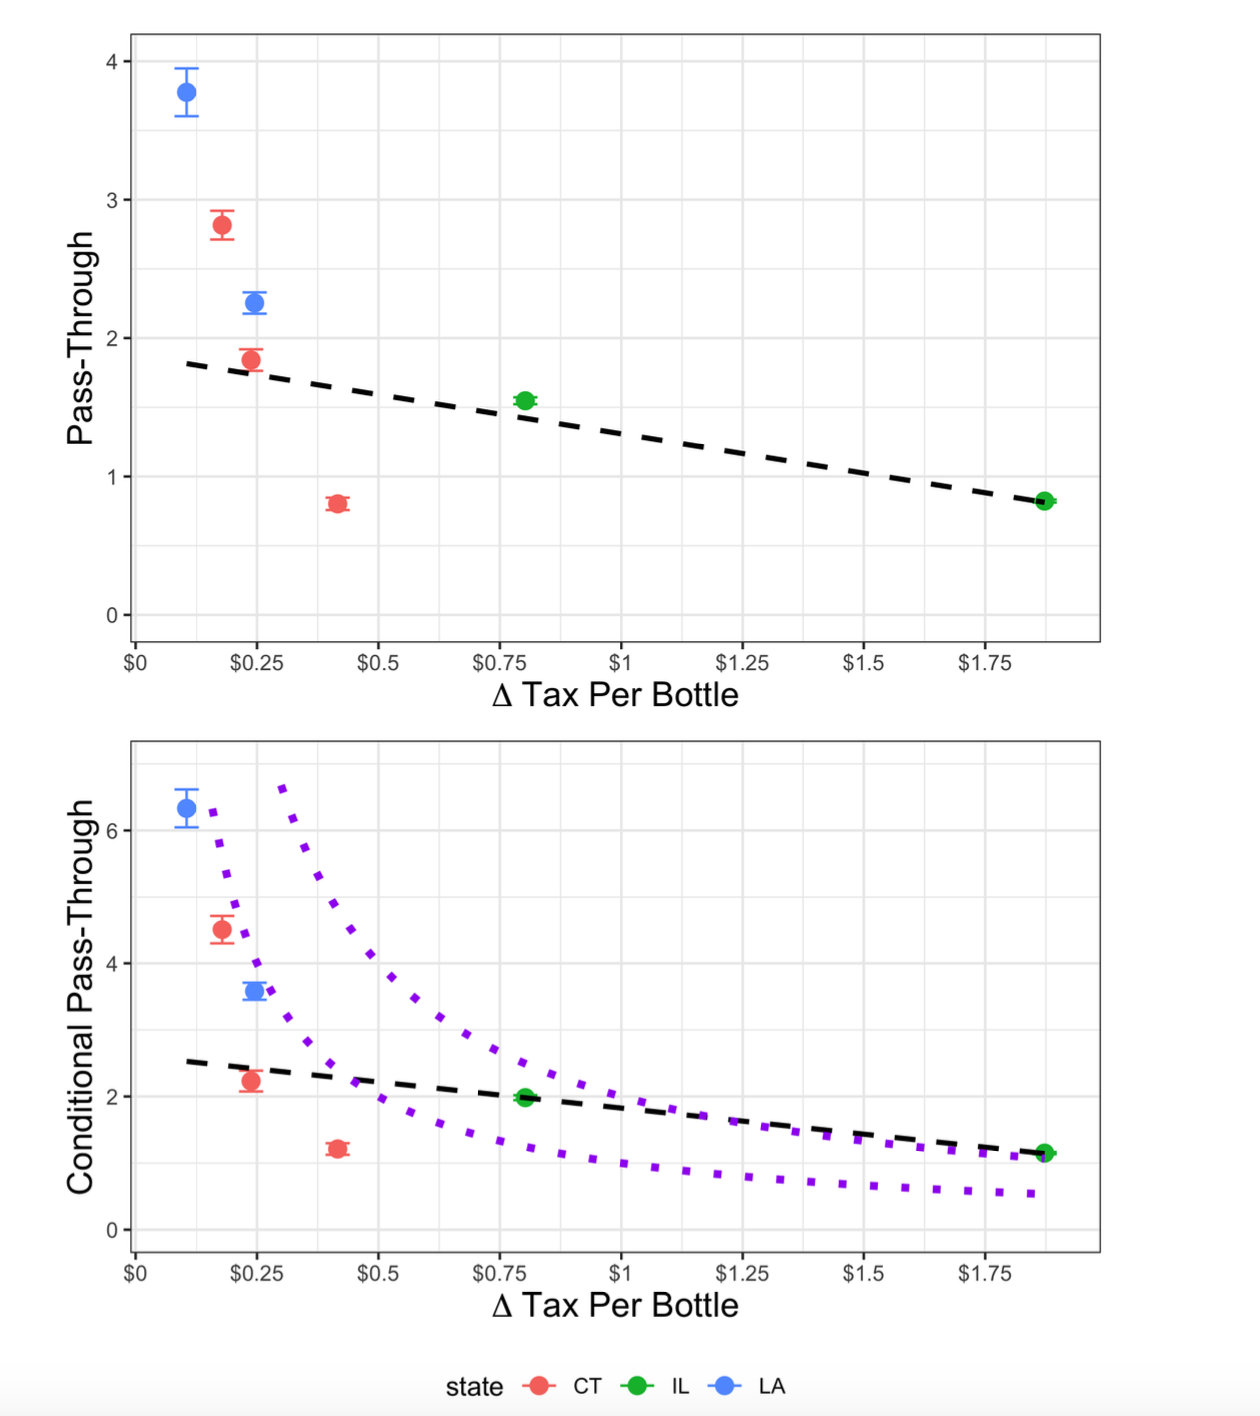 4
3
2
1
0
Pass-Through
$0 $0.25 $0.5 $0.75 $1 $1.25 $1.5 $1.75
Δ Tax Per Bottle
6
4
2
0
Conditional Pass-Through
$0 $0.25 $0.5 $0.75 $1 $1.25 $1.5 $1.75
Δ Tax Per Bottle
state CT IL LA